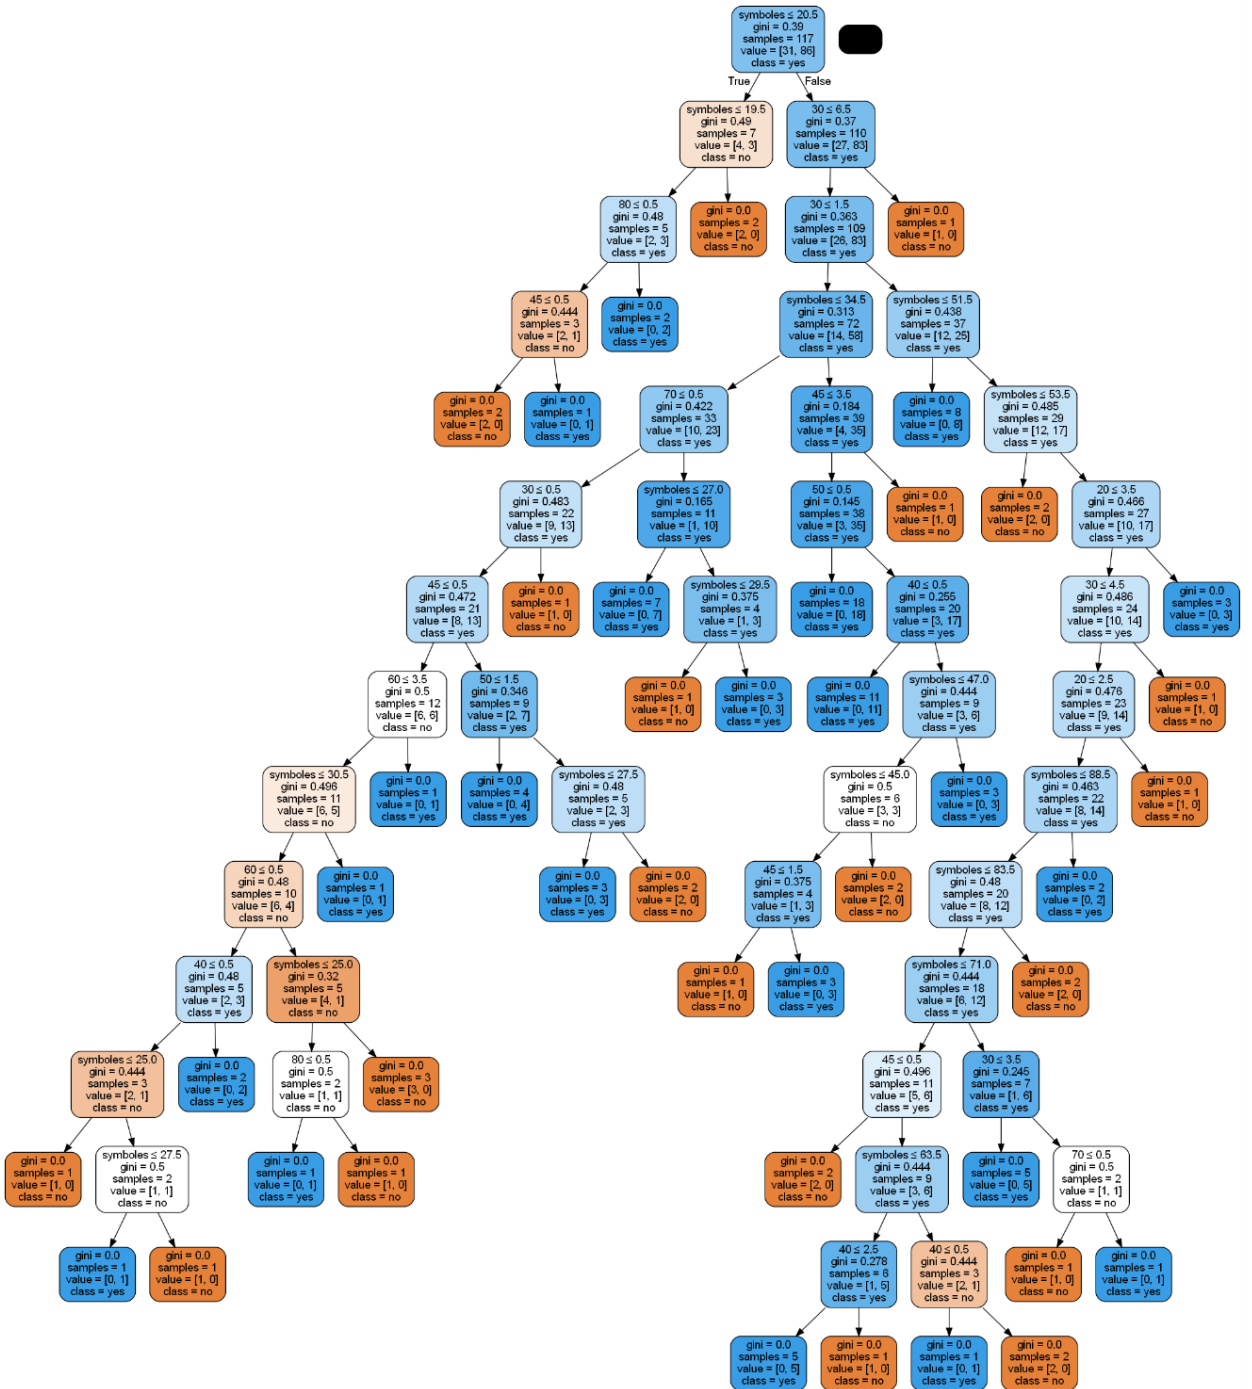 symboles ≤ 20.5
gini = 0.39
samples = 117
value = [31, 86]
class = yes
True
False
symboles ≤ 19.5
gini = 0.49
samples = 7
value = [4, 3]
class = no
30 ≤ 6.5
gini = 0.37
samples = 110
value = [27, 83]
class = yes
80 ≤ 0.5
gini = 0.48
samples = 5
value = [2, 3]
class = yes
gini = 0.0
samples = 2
value = [2, 0]
class = no
30 ≤ 1.5
gini = 0.363
samples = 109
value = [26, 83]
class = yes
gini = 0.0
samples = 1
value = [1, 0]
class = no
45 ≤ 0.5
gini = 0.444
samples = 3
value = [2, 1]
class = no
gini = 0.0
samples = 2
value = [0, 2]
class = yes
symboles ≤ 34.5
gini = 0.313
samples = 72
value = [14, 58]
class = yes
symboles ≤ 51.5
gini = 0.438
samples = 37
value = [12, 25]
class = yes
gini = 0.0
samples = 2
value = [2, 0]
class = no
gini = 0.0
samples = 1
value = [0, 1]
class = yes
70 ≤ 0.5
gini = 0.422
samples = 33
value = [10, 23]
class = yes
45 ≤ 3.5
gini = 0.184
samples = 39
value = [4, 35]
class = yes
gini = 0.0
samples = 8
value = [0, 8]
class = yes
symboles ≤ 53.5
gini = 0.485
samples = 29
value = [12, 17]
class = yes
30 ≤ 0.5
gini = 0.483
samples = 22
value = [9, 13]
class = yes
symboles ≤ 27.0
gini = 0.165
samples = 11
value = [1, 10]
class = yes
50 ≤ 0.5
gini = 0.145
samples = 38
value = [3, 35]
class = yes
gini = 0.0
samples = 1
value = [1, 0]
class = no
gini = 0.0
samples = 2
value = [2, 0]
class = no
20 ≤ 3.5
gini = 0.466
samples = 27
value = [10, 17]
class = yes
45 ≤ 0.5
gini = 0.472
samples = 21
value = [8, 13]
class = yes
gini = 0.0
samples = 1
value = [1, 0]
class = no
gini = 0.0
samples = 7
value = [0, 7]
class = yes
symboles ≤ 29.5
gini = 0.375
samples = 4
value = [1, 3]
class = yes
gini = 0.0
samples = 18
value = [0, 18]
class = yes
40 ≤ 0.5
gini = 0.255
samples = 20
value = [3, 17]
class = yes
30 ≤ 4.5
gini = 0.486
samples = 24
value = [10, 14]
class = yes
gini = 0.0
samples = 3
value = [0, 3]
class = yes
60 ≤ 3.5
gini = 0.5
samples = 12
value = [6, 6]
class = no
50 ≤ 1.5
gini = 0.346
samples = 9
value = [2, 7]
class = yes
gini = 0.0
samples = 1
value = [1, 0]
class = no
gini = 0.0
samples = 3
value = [0, 3]
class = yes
gini = 0.0
samples = 11
value = [0, 11]
class = yes
symboles ≤ 47.0
gini = 0.444
samples = 9
value = [3, 6]
class = yes
20 ≤ 2.5
gini = 0.476
samples = 23
value = [9, 14]
class = yes
gini = 0.0
samples = 1
value = [1, 0]
class = no
symboles ≤ 30.5
gini = 0.496
samples = 11
value = [6, 5]
class = no
gini = 0.0
samples = 1
value = [0, 1]
class = yes
gini = 0.0
samples = 4
value = [0, 4]
class = yes
symboles ≤ 27.5
gini = 0.48
samples = 5
value = [2, 3]
class = yes
symboles ≤ 45.0
gini = 0.5
samples = 6
value = [3, 3]
class = no
gini = 0.0
samples = 3
value = [0, 3]
class = yes
symboles ≤ 88.5
gini = 0.463
samples = 22
value = [8, 14]
class = yes
gini = 0.0
samples = 1
value = [1, 0]
class = no
60 ≤ 0.5
gini = 0.48
samples = 10
value = [6, 4]
class = no
gini = 0.0
samples = 1
value = [0, 1]
class = yes
gini = 0.0
samples = 3
value = [0, 3]
class = yes
gini = 0.0
samples = 2
value = [2, 0]
class = no
45 ≤ 1.5
gini = 0.375
samples = 4
value = [1, 3]
class = yes
gini = 0.0
samples = 2
value = [2, 0]
class = no
symboles ≤ 83.5
gini = 0.48
samples = 20
value = [8, 12]
class = yes
gini = 0.0
samples = 2
value = [0, 2]
class = yes
40 ≤ 0.5
gini = 0.48
samples = 5
value = [2, 3]
class = yes
symboles ≤ 25.0
gini = 0.32
samples = 5
value = [4, 1]
class = no
gini = 0.0
samples = 1
value = [1, 0]
class = no
gini = 0.0
samples = 3
value = [0, 3]
class = yes
symboles ≤ 71.0
gini = 0.444
samples = 18
value = [6, 12]
class = yes
gini = 0.0
samples = 2
value = [2, 0]
class = no
symboles ≤ 25.0
gini = 0.444
samples = 3
value = [2, 1]
class = no
gini = 0.0
samples = 2
value = [0, 2]
class = yes
80 ≤ 0.5
gini = 0.5
samples = 2
value = [1, 1]
class = no
gini = 0.0
samples = 3
value = [3, 0]
class = no
45 ≤ 0.5
gini = 0.496
samples = 11
value = [5, 6]
class = yes
30 ≤ 3.5
gini = 0.245
samples = 7
value = [1, 6]
class = yes
gini = 0.0
samples = 1
value = [1, 0]
class = no
symboles ≤ 27.5
gini = 0.5
samples = 2
value = [1, 1]
class = no
gini = 0.0
samples = 1
value = [0, 1]
class = yes
gini = 0.0
samples = 1
value = [1, 0]
class = no
gini = 0.0
samples = 2
value = [2, 0]
class = no
symboles ≤ 63.5
gini = 0.444
samples = 9
value = [3, 6]
class = yes
gini = 0.0
samples = 5
value = [0, 5]
class = yes
70 ≤ 0.5
gini = 0.5
samples = 2
value = [1, 1]
class = no
gini = 0.0
samples = 1
value = [0, 1]
class = yes
gini = 0.0
samples = 1
value = [1, 0]
class = no
40 ≤ 2.5
gini = 0.278
samples = 6
value = [1, 5]
class = yes
40 ≤ 0.5
gini = 0.444
samples = 3
value = [2, 1]
class = no
gini = 0.0
samples = 1
value = [1, 0]
class = no
gini = 0.0
samples = 1
value = [0, 1]
class = yes
gini = 0.0
samples = 5
value = [0, 5]
class = yes
gini = 0.0
samples = 1
value = [1, 0]
class = no
gini = 0.0
samples = 1
value = [0, 1]
class = yes
gini = 0.0
samples = 2
value = [2, 0]
class = no